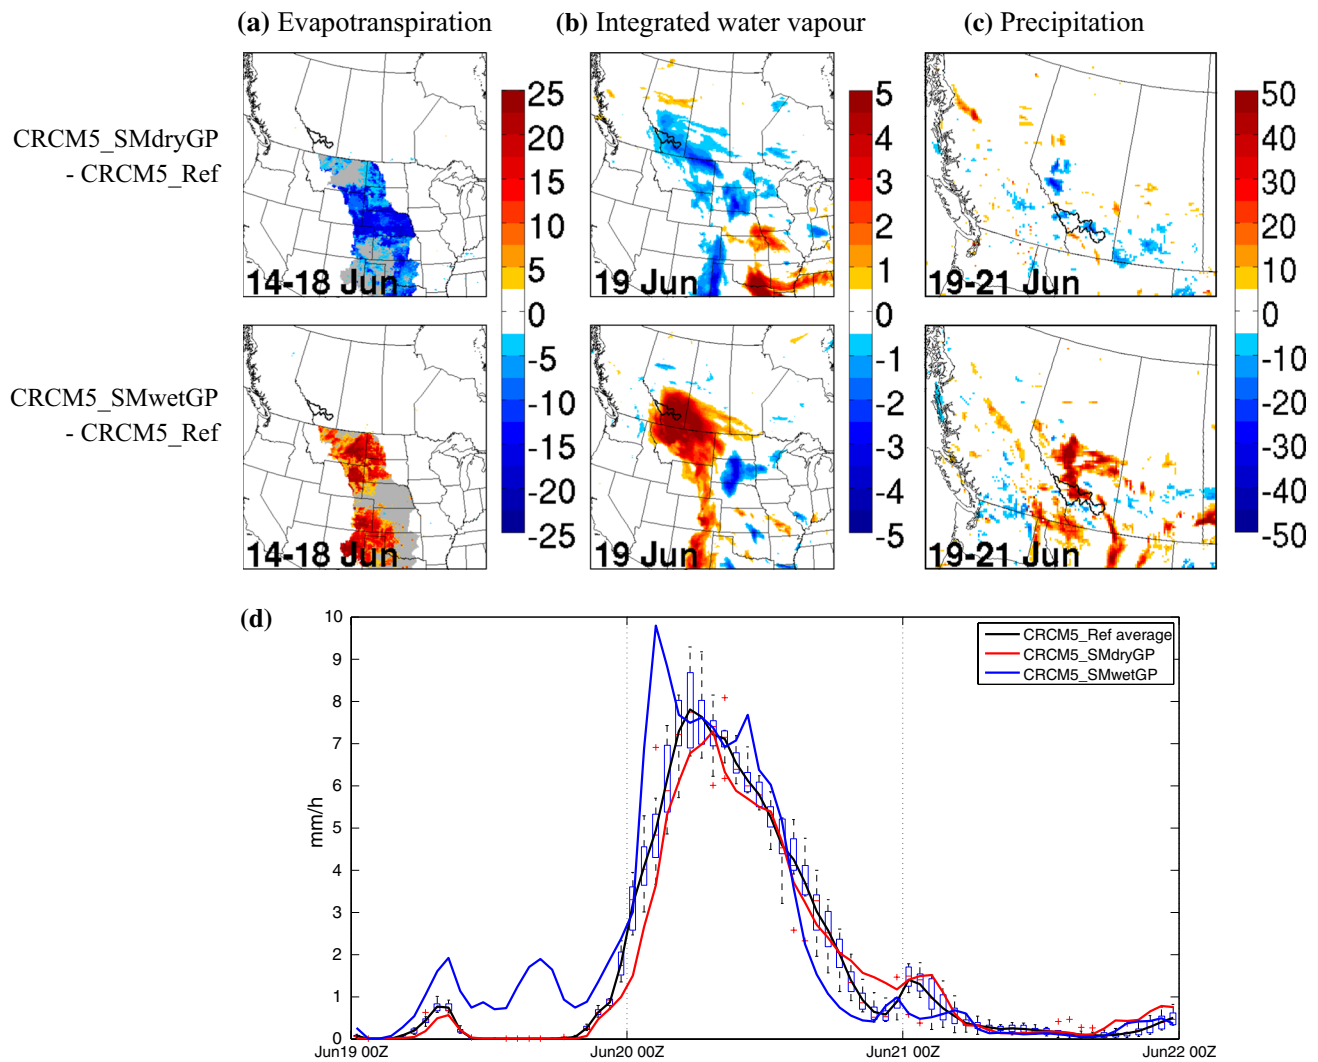 (a) Evapotranspiration
(b) Integrated water vapour
(c) Precipitation
CRCM5_SMdryGP
- CRCM5_Ref
14-18 Jun
25
20
15
10
5
0
-5
-10
-15
-20
-25
19 Jun
5
4
3
2
1
0
-1
-2
-3
-4
-5
19-21 Jun
50
40
30
20
10
0
-10
-20
-30
-40
-50
CRCM5_SMwetGP
- CRCM5_Ref
14-18 Jun
19 Jun
19-21 Jun
(d)
CRCM5_Ref average
CRCM5_SMdryGP
CRCM5_SMwetGP
mm/h
10
9
8
7
6
5
4
3
2
1
0
Jun19 00Z
Jun20 00Z
Jun21 00Z
Jun22 00Z